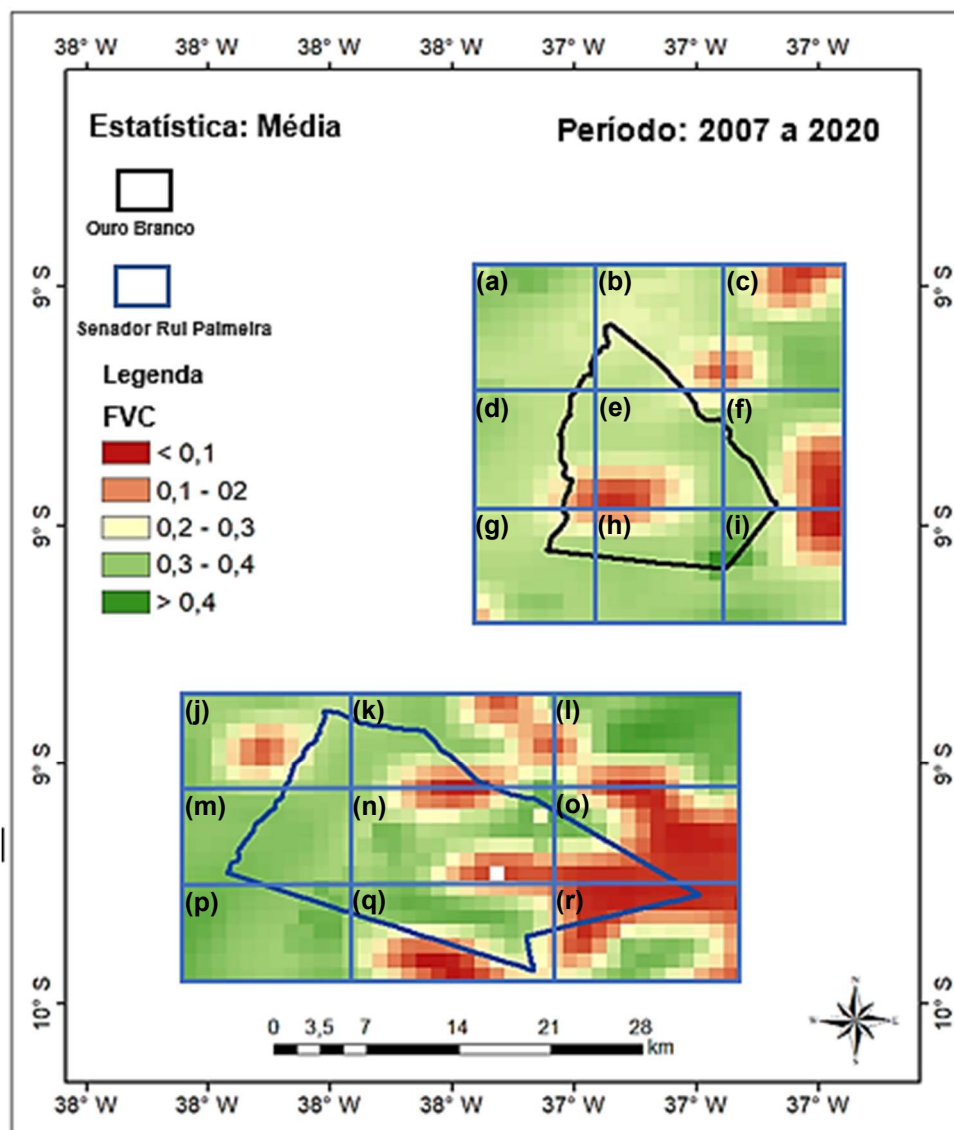 38° W 38° W 38° W 38° W 37° W 37° W 37° W
Estatística: Média
Período: 2007 a 2020
Ouro Branco
Senador Rui Palmeira
Legenda
FVC
< 0,1
0,1 - 02
0,2 - 0,3
0,3 - 0,4
> 0,4
9° S
9° S
9° S
10° S
9° S
9° S
9° S
10° S
(a) (b) (c)
(d) (e) (f)
(g) (h) (i)
(j) (k) (l)
(m) (n) (o)
(p) (q) (r)
0 3,5 7 14 21 28
km
N
W E
S
38° W 38° W 38° W 38° W 37° W 37° W 37° W